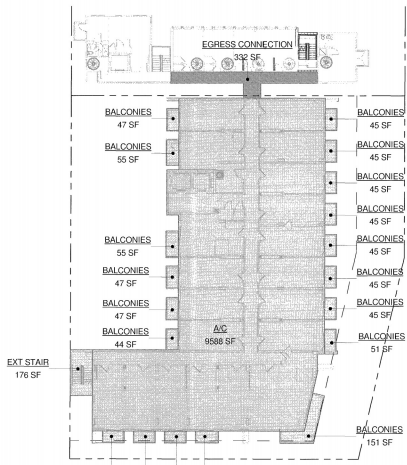 EGRESS CONNECTION
332 SF
BALCONIES
47 SF
BALCONIES
45 SF
BALCONIES
55 SF
BALCONIES
45 SF
BALCONIES
45 SF
BALCONIES
45 SF
BALCONIES
55 SF
BALCONIES
45 SF
BALCONIES
47 SF
BALCONIES
45 SF
BALCONIES
47 SF
BALCONIES
45 SF
BALCONIES
44 SF
A/C
9588 SF
BALCONIES
51 SF
EXT STAIR
176 SF
BALCONIES
151 SF